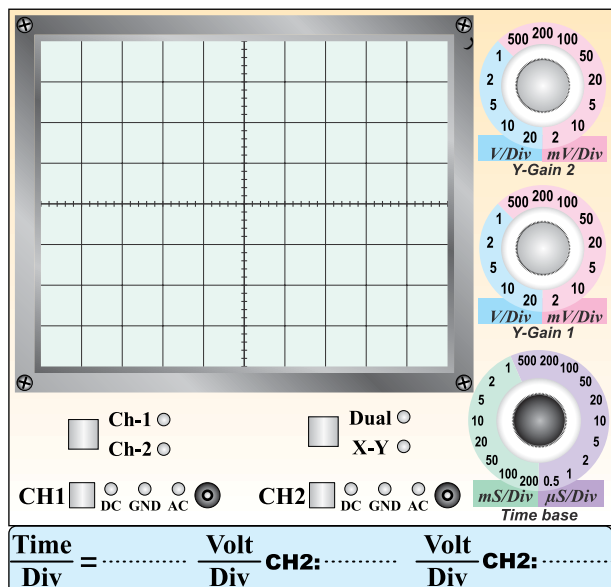 500 200 100
1 50
2 20
5 10
10 5
20 2
V/Div mV/Div
Y-Gain 2
500 200 100
1 50
2 20
5 10
10 5
20 2
V/Div mV/Div
Y-Gain 1
500 200 100
1 50
2 20
5 10
10 5
20 2
50 1
100 0.5
200
mS/Div µS/Div
Time base
Ch-1
Ch-2
Dual
X-Y
CH1 DC GND AC
CH2 DC GND AC
Time/Div = ............ Volt/Div CH2: ............ Volt/Div CH2: ............